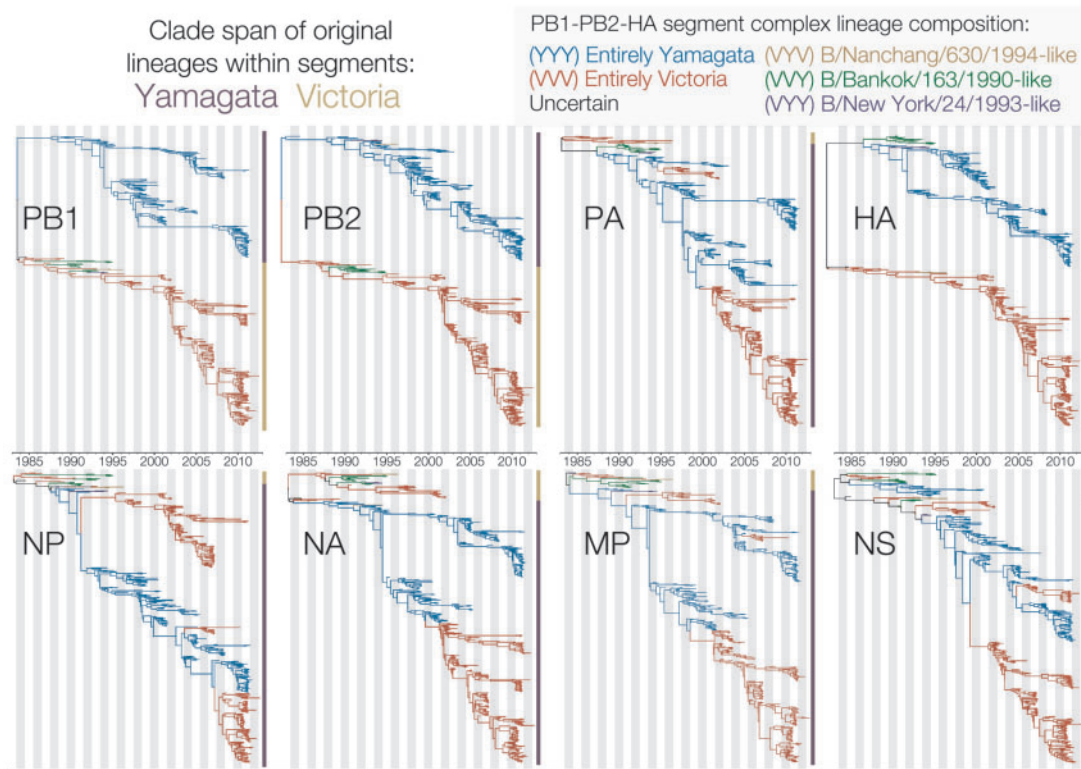 Clade span of original
lineages within segments:
Yamagata Victoria
PB1-PB2-HA segment complex lineage composition:
(YYY) Entirely Yamagata (VYV) B/Nanchang/630/1994-like
(VVV) Entirely Victoria (VVY) B/Bankok/163/1990-like
Uncertain (VYY) B/New York/24/1993-like
PB1 PB2 PA HA
1985 1990 1995 2000 2005 2010 1985 1990 1995 2000 2005 2010 1985 1990 1995 2000 2005 2010 1985 1990 1995 2000 2005 2010
NP NA MP NS